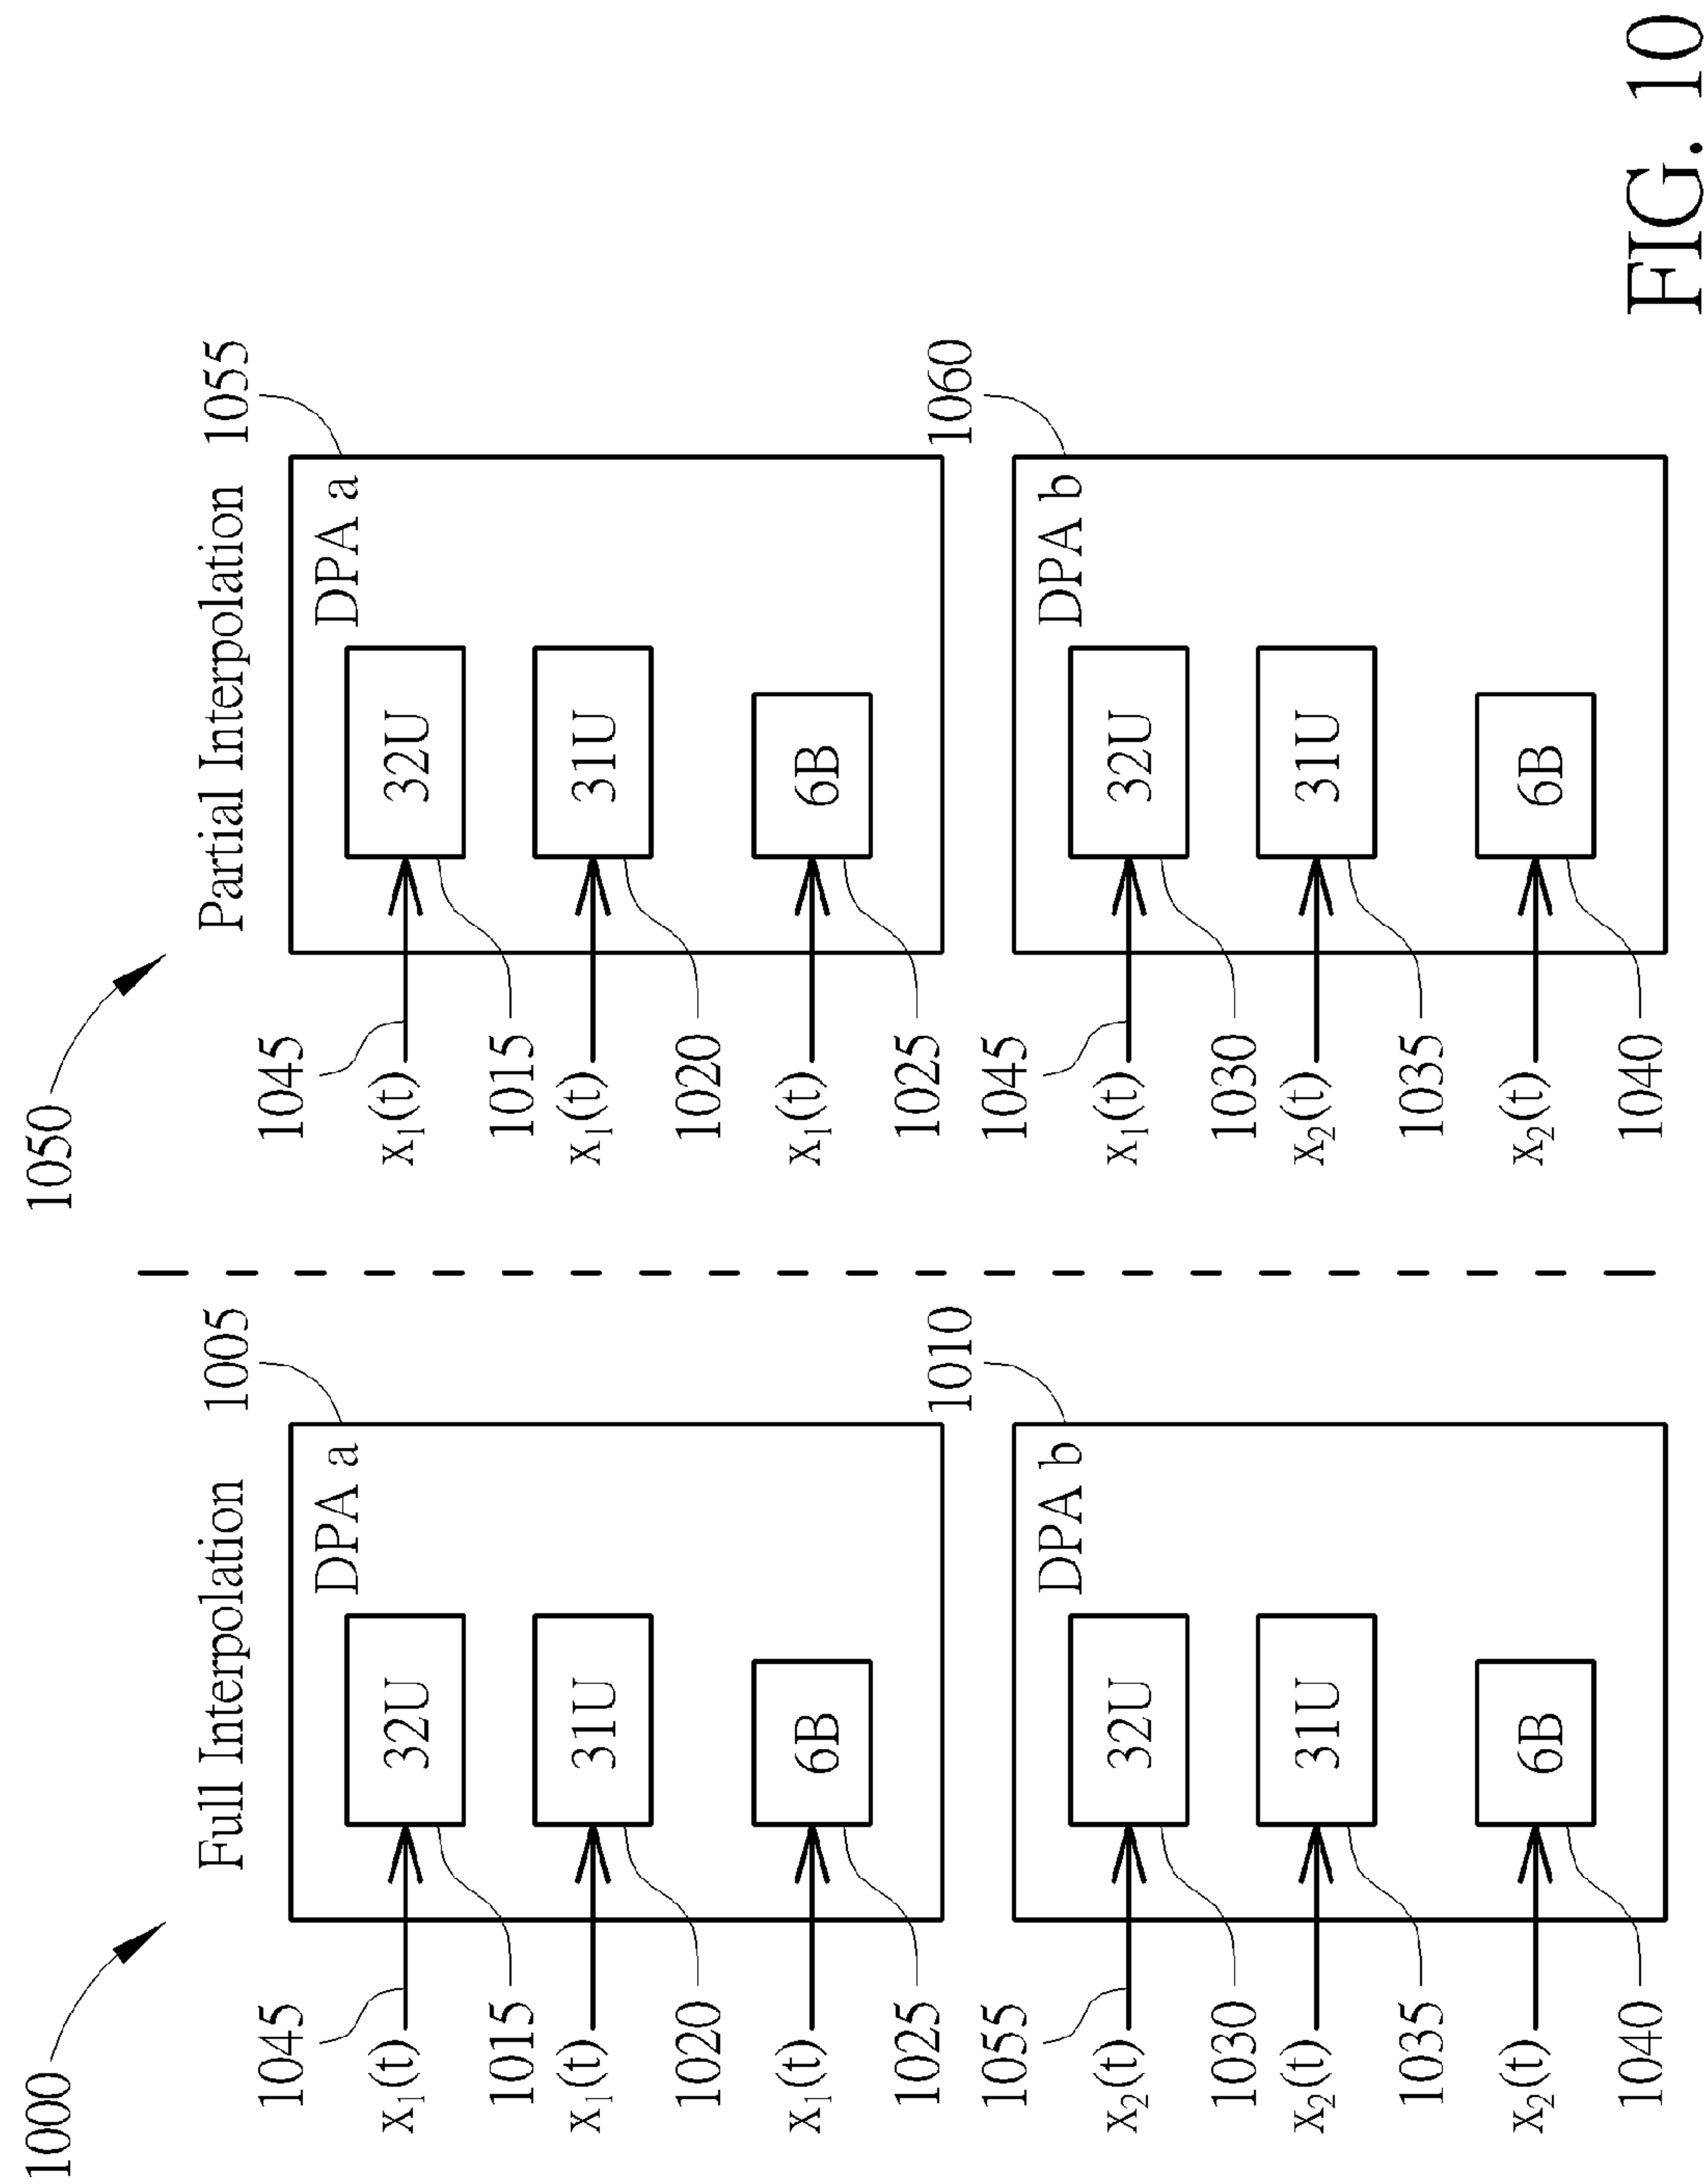 1000
Full Interpolation
1005
DPA a
1045
x₁(t)
32U
1015
x₁(t)
31U
1020
x₁(t)
6B
1025
1010
DPA b
1055
x₂(t)
32U
1030
x₂(t)
31U
1035
x₂(t)
6B
1040
1050
Partial Interpolation
1055
DPA a
1045
x₁(t)
32U
1015
x₁(t)
31U
1020
x₁(t)
6B
1025
1060
DPA b
1045
x₁(t)
32U
1030
x₂(t)
31U
1035
x₂(t)
6B
1040
FIG. 10